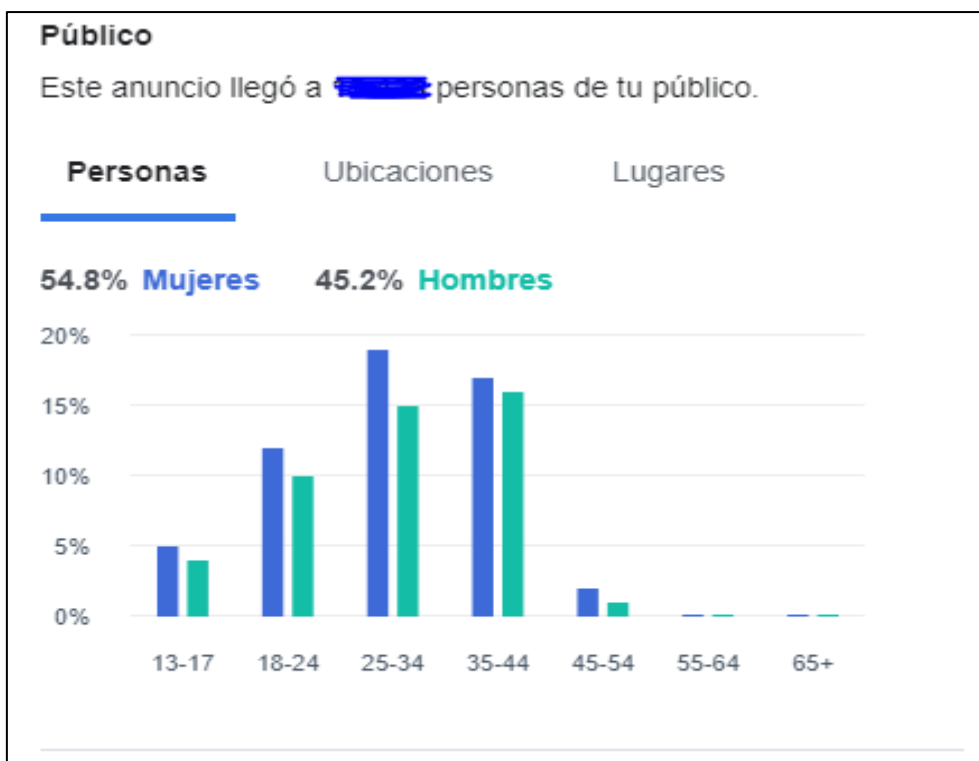 Público
Este anuncio llegó a personas de tu público.
Personas Ubicaciones Lugares
54.8% Mujeres 45.2% Hombres
20%
15%
10%
5%
0%
13-17 18-24 25-34 35-44 45-54 55-64 65+